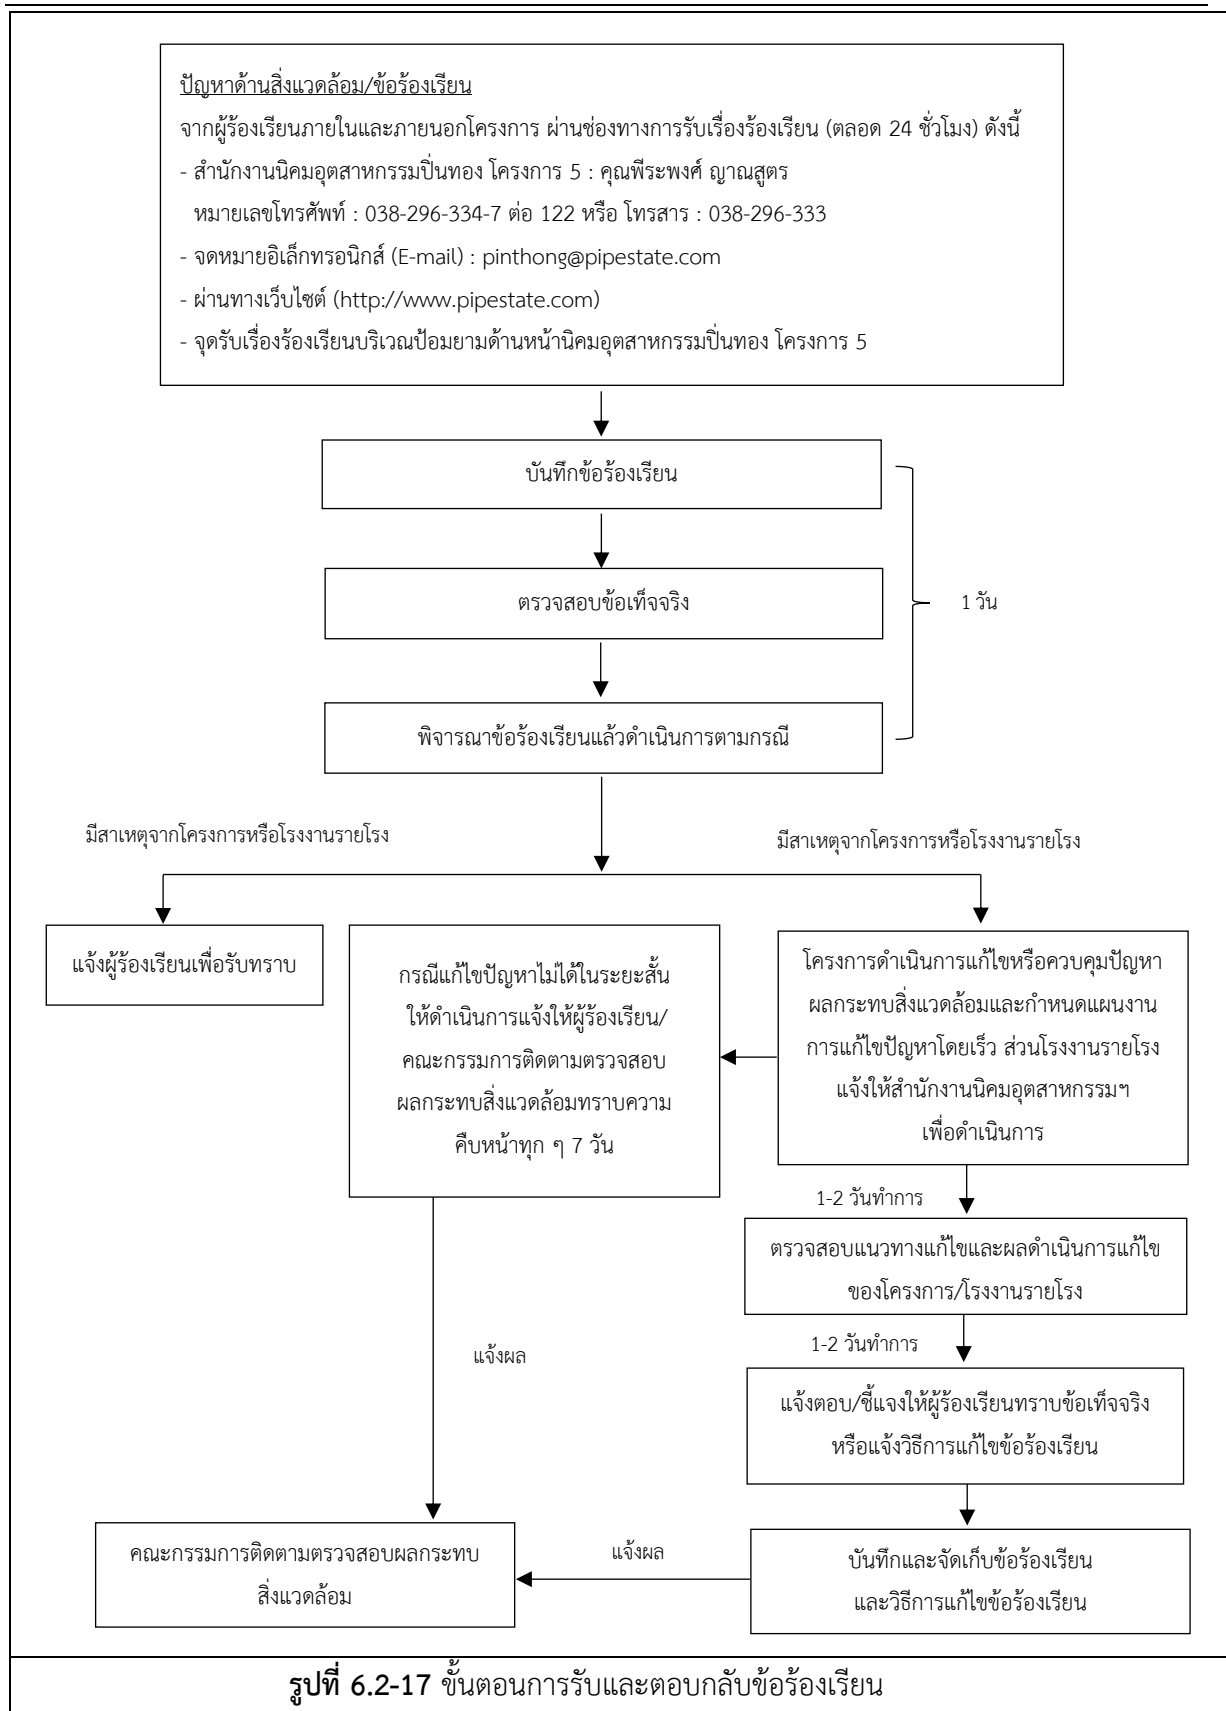 ปัญหาด้านสิ่งแวดล้อม/ข้อร้องเรียน
จากผู้ร้องเรียนภายในและภายนอกโครงการ ผ่านช่องทางการรับเรื่องร้องเรียน (ตลอด 24 ชั่วโมง) ดังนี้
- สำนักงานนิคมอุตสาหกรรมปิ่นทอง โครงการ 5 : คุณพีระพงศ์ ญาณสูตร
หมายเลขโทรศัพท์ : 038-296-334-7 ต่อ 122 หรือ โทรสาร : 038-296-333
- จดหมายอิเล็กทรอนิกส์ (E-mail) : pinthong@pipestate.com
- ผ่านทางเว็บไซต์ (http://www.pipestate.com)
- จุดรับเรื่องร้องเรียนบริเวณป้อมยามด้านหน้านิคมอุตสาหกรรมปิ่นทอง โครงการ 5
บันทึกข้อร้องเรียน
ตรวจสอบข้อเท็จจริง
1 วัน
พิจารณาข้อร้องเรียนแล้วดำเนินการตามกรณี
มีสาเหตุจากโครงการหรือโรงงานรายโรง
มีสาเหตุจากโครงการหรือโรงงานรายโรง
แจ้งผู้ร้องเรียนเพื่อรับทราบ
กรณีแก้ไขปัญหาไม่ได้ในระยะสั้น
ให้ดำเนินการแจ้งให้ผู้ร้องเรียน/
คณะกรรมการติดตามตรวจสอบ
ผลกระทบสิ่งแวดล้อมทราบความ
คืบหน้าทุก ๆ 7 วัน
โครงการดำเนินการแก้ไขหรือควบคุมปัญหา
ผลกระทบสิ่งแวดล้อมและกำหนดแผนงาน
การแก้ไขปัญหาโดยเร็ว ส่วนโรงงานรายโรง
แจ้งให้สำนักงานนิคมอุตสาหกรรมฯ
เพื่อดำเนินการ
1-2 วันทำการ
ตรวจสอบแนวทางแก้ไขและผลดำเนินการแก้ไข
ของโครงการ/โรงงานรายโรง
1-2 วันทำการ
แจ้งผล
แจ้งตอบ/ชี้แจงให้ผู้ร้องเรียนทราบข้อเท็จจริง
หรือแจ้งวิธีการแก้ไขข้อร้องเรียน
คณะกรรมการติดตามตรวจสอบผลกระทบ
สิ่งแวดล้อม
แจ้งผล
บันทึกและจัดเก็บข้อร้องเรียน
และวิธีการแก้ไขข้อร้องเรียน
รูปที่ 6.2-17 ขั้นตอนการรับและตอบกลับข้อร้องเรียน